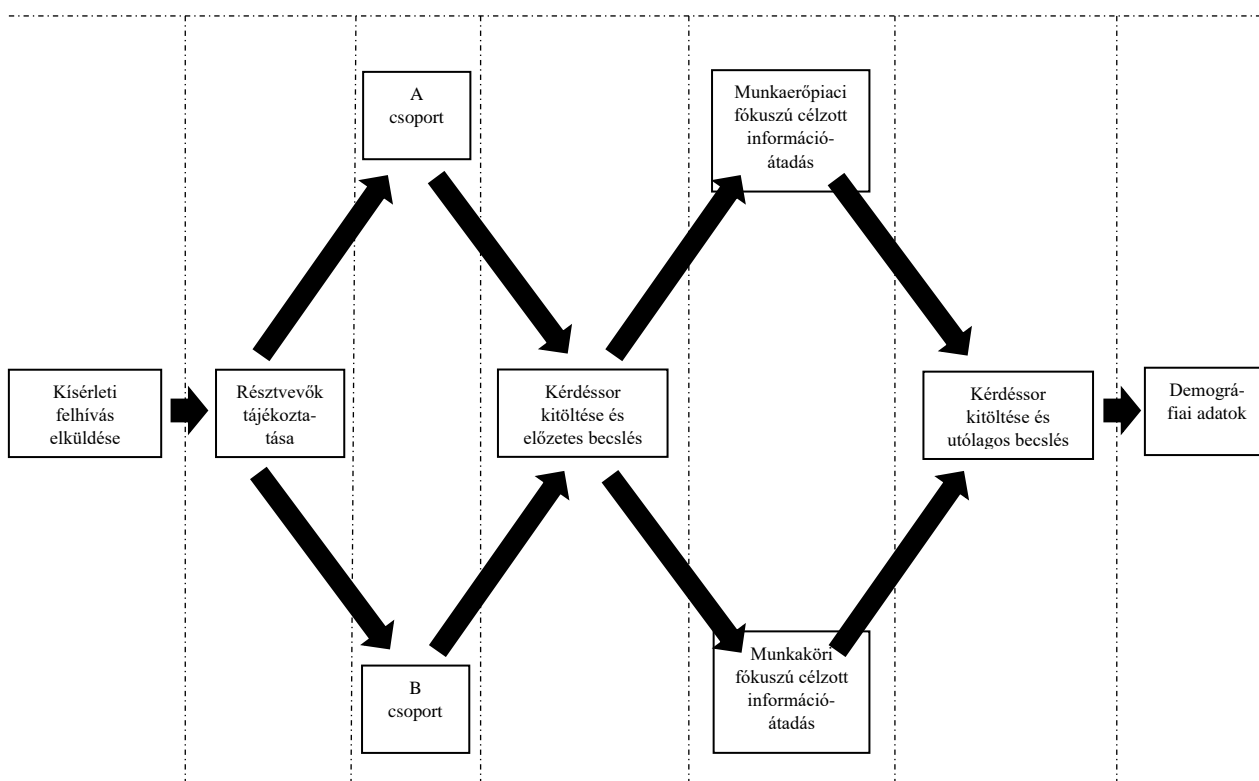 Kísérleti
felhívás
elküldése
Résztvevők
tájékozta-
tása
A
csoport
B
csoport
Kérdéssor
kitöltése és
előzetes becslés
Munkaerőpiaci
fókuszú célzott
információ-
átadás
Munkaköri
fókuszú célzott
információ-
átadás
Kérdéssor
kitöltése és
utólagos becslés
Demográ-
fiai adatok